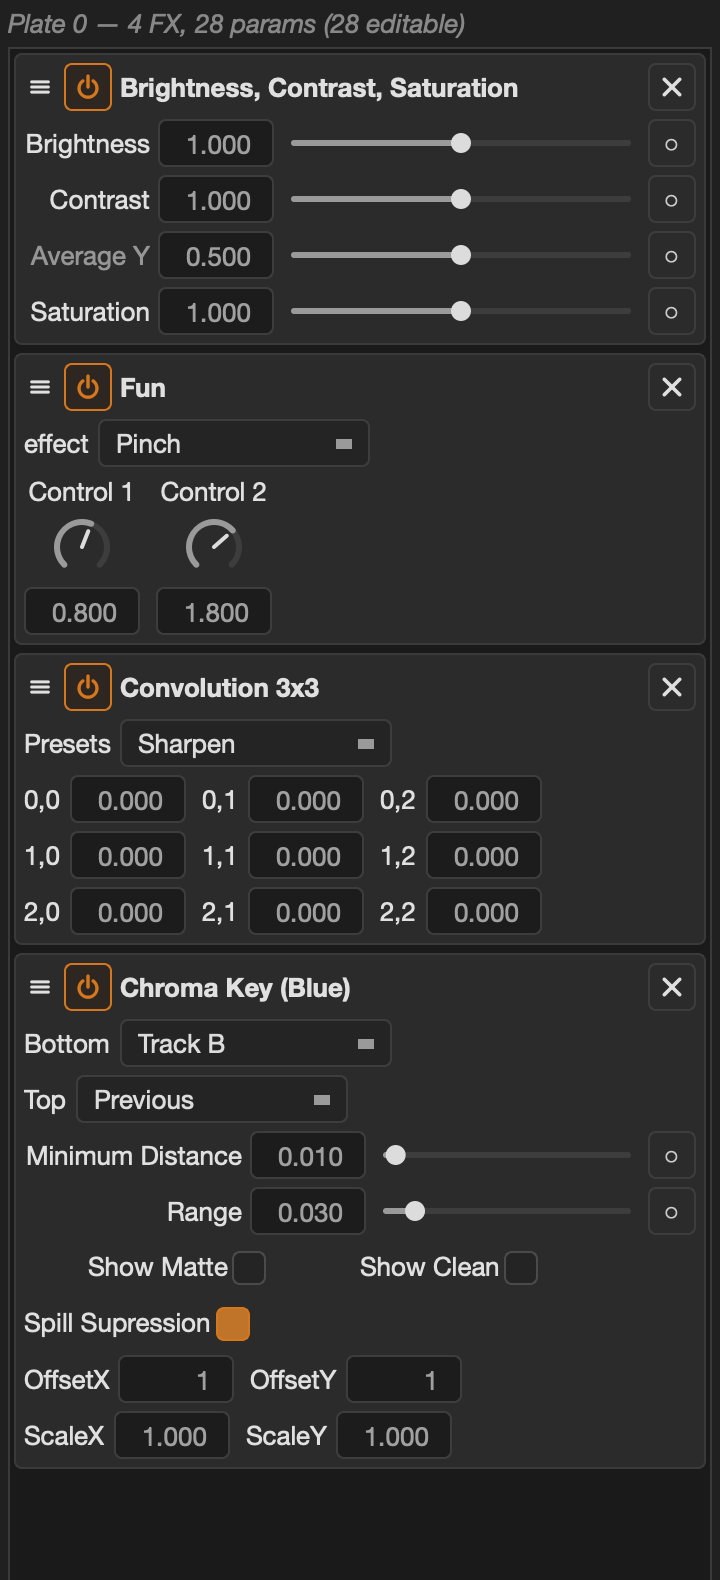 Plate 0 — 4 FX, 28 params (28 editable)
Brightness, Contrast, Saturation
Brightness 1.000
Contrast 1.000
Average Y 0.500
Saturation 1.000
Fun
effect Pinch
Control 1 Control 2
0.800 1.800
Convolution 3x3
Presets Sharpen
0,0 0.000 0,1 0.000 0,2 0.000
1,0 0.000 1,1 0.000 1,2 0.000
2,0 0.000 2,1 0.000 2,2 0.000
Chroma Key (Blue)
Bottom Track B
Top Previous
Minimum Distance 0.010
Range 0.030
Show Matte Show Clean
Spill Supression
OffsetX 1 OffsetY 1
ScaleX 1.000 ScaleY 1.000